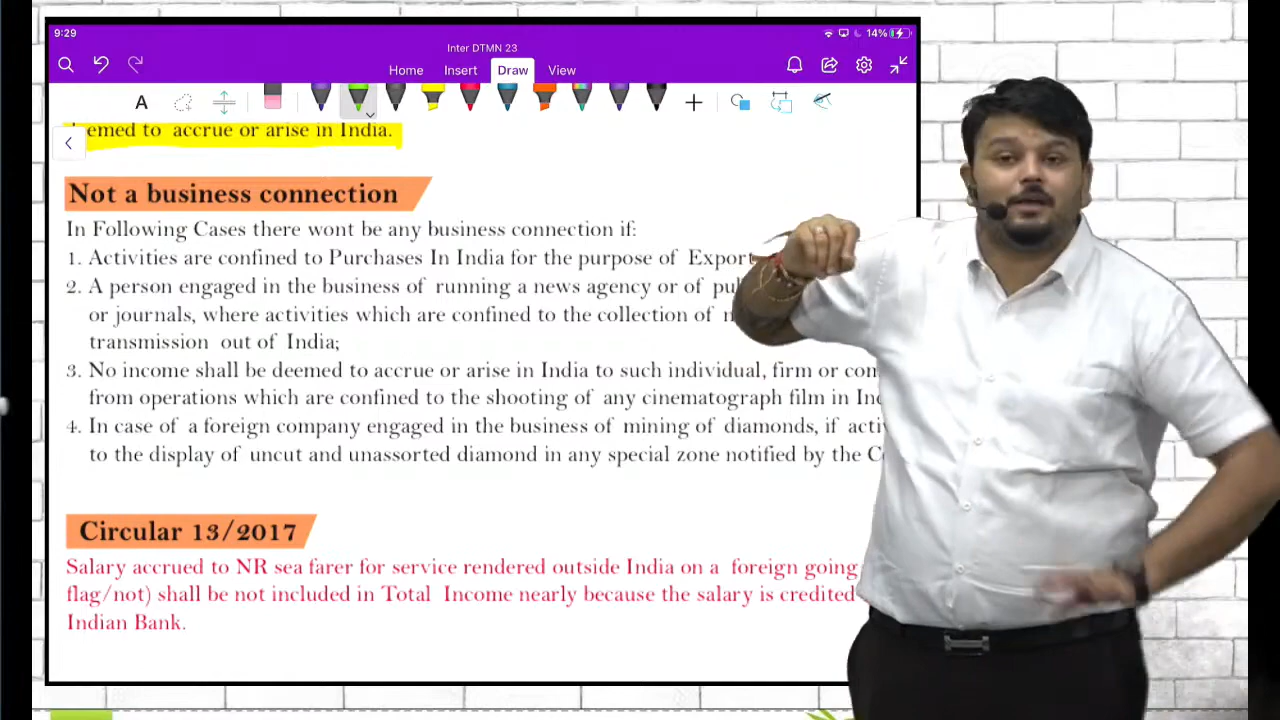 9:29
14%
Inter DTMN 23
Home Insert Draw View
A
emed to accrue or arise in India.
Not a business connection
In Following Cases there wont be any business connection if:
1. Activities are confined to Purchases In India for the purpose of Export
2. A person engaged in the business of running a news agency or of
or journals, where activities which are confined to the collection of
transmission out of India;
3. No income shall be deemed to accrue or arise in India to such individual, firm or
from operations which are confined to the shooting of any cinematograph film in
4. In case of a foreign company engaged in the business of mining of diamonds, if
to the display of uncut and unassorted diamond in any special zone notified by the
Circular 13/2017
Salary accrued to NR sea farer for service rendered outside India on a foreign going
flag/not) shall be not included in Total Income nearly because the salary is credited
Indian Bank.